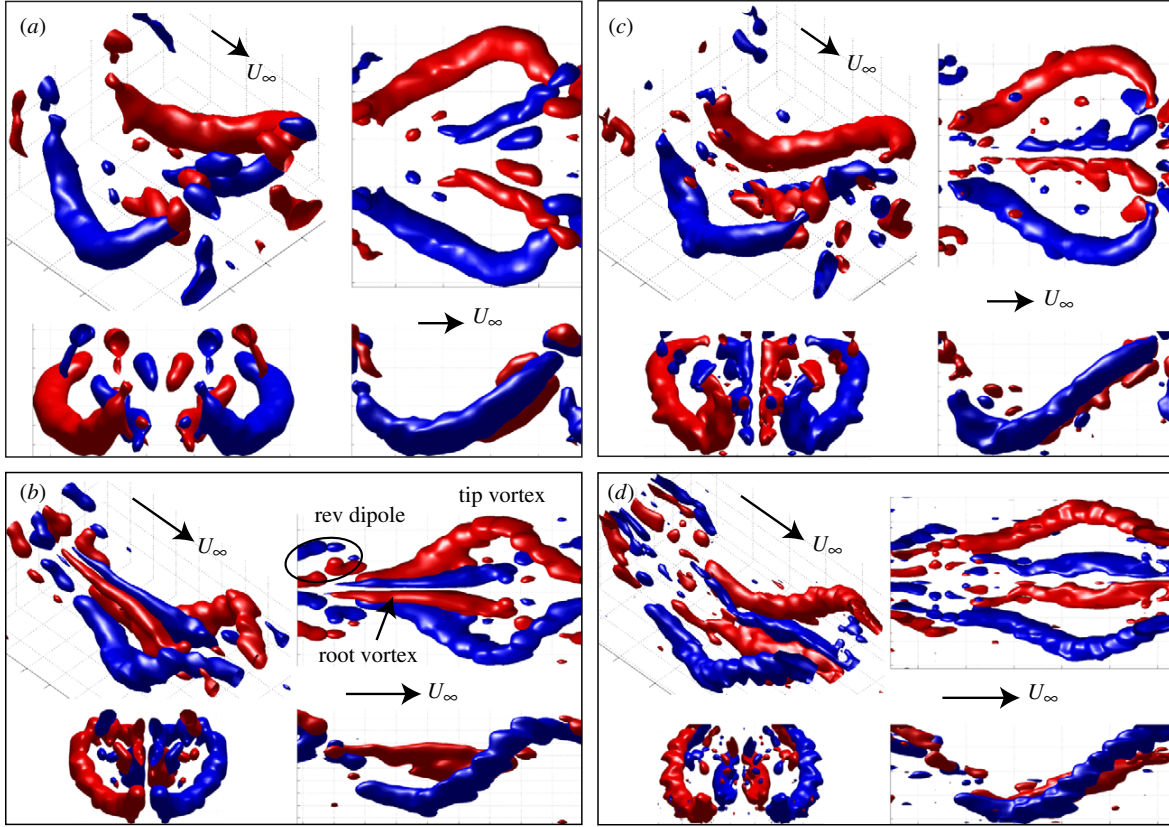 (a)
U∞
U∞
(c)
U∞
U∞
(b)
U∞
rev dipole
tip vortex
root vortex
U∞
(d)
U∞
U∞